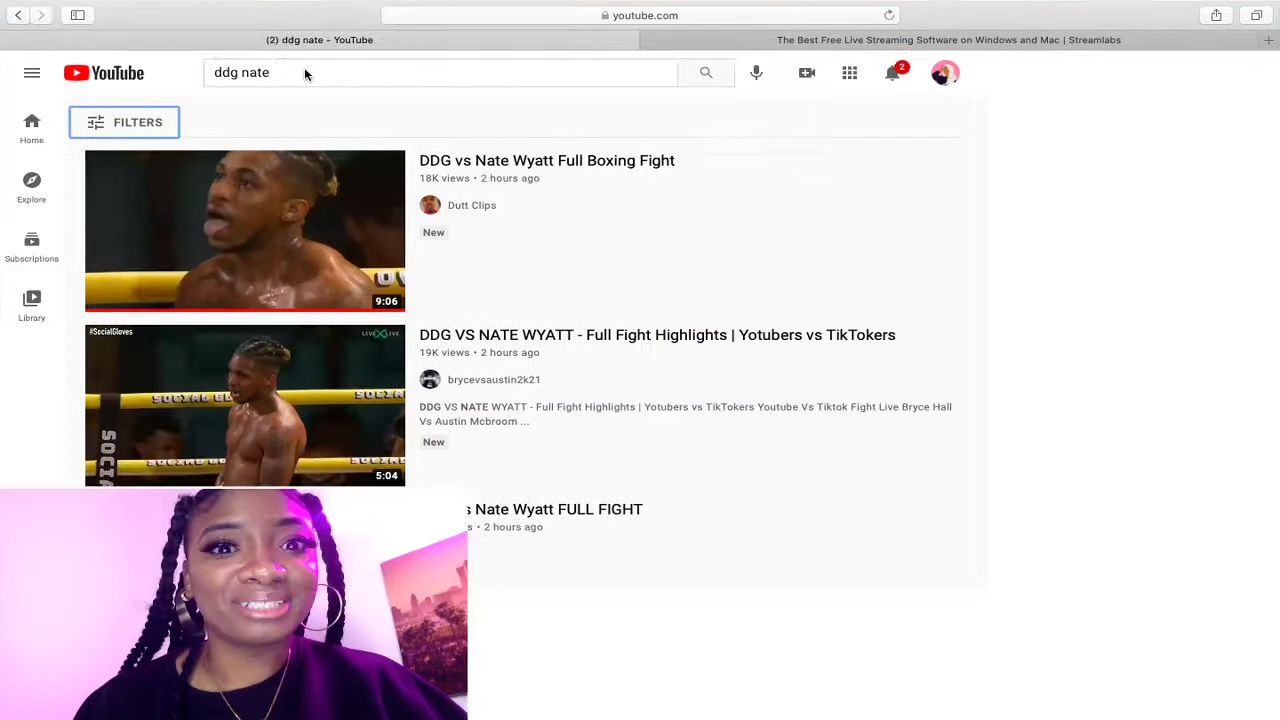 youtube.com
(2) ddg nate - YouTube
The Best Free Live Streaming Software on Windows and Mac | Streamlabs
YouTube
ddg nate
2
FILTERS
Home
Explore
Subscriptions
Library
DDG vs Nate Wyatt Full Boxing Fight
18K views • 2 hours ago
Dutt Clips
New
9:06
#SocialGloves
LIVEXLIVE
DDG VS NATE WYATT - Full Fight Highlights | Yotubers vs TikTokers
19K views • 2 hours ago
brycevsaustin2k21
DDG VS NATE WYATT - Full Fight Highlights | Yotubers vs TikTokers Youtube Vs Tiktok Fight Live Bryce Hall
Vs Austin Mcbroom ...
New
5:04
s Nate Wyatt FULL FIGHT
s • 2 hours ago